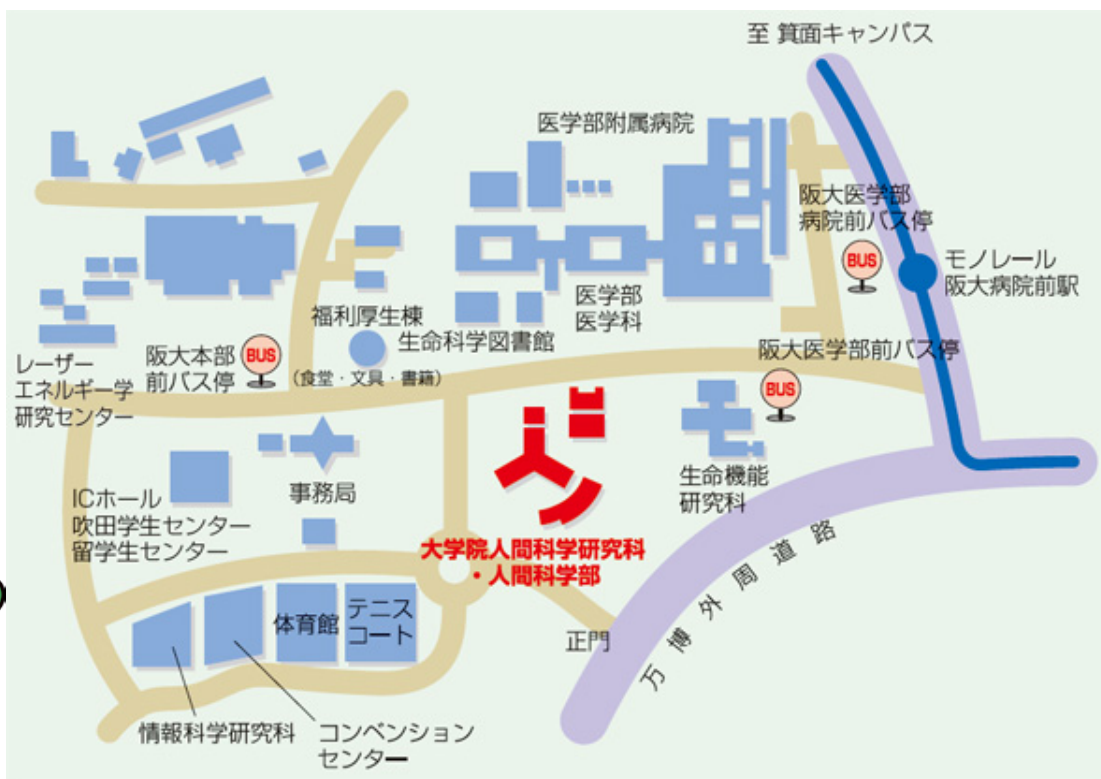 至 箕面キャンパス
医学部附属病院
阪大医学部
病院前バス停
BUS
モノレール
阪大病院前駅
医学部
医学科
福利厚生棟
生命科学図書館
(食堂・文具・書籍)
阪大本部
前バス停
BUS
レーザー
エネルギー学
研究センター
阪大医学部前バス停
BUS
生命機能
研究科
ICホール
吹田学生センター
留学生センター
事務局
大学院人間科学研究科
・人間科学部
体育館
テニス
コート
正門
万博外周道路
情報科学研究科
コンベンション
センター